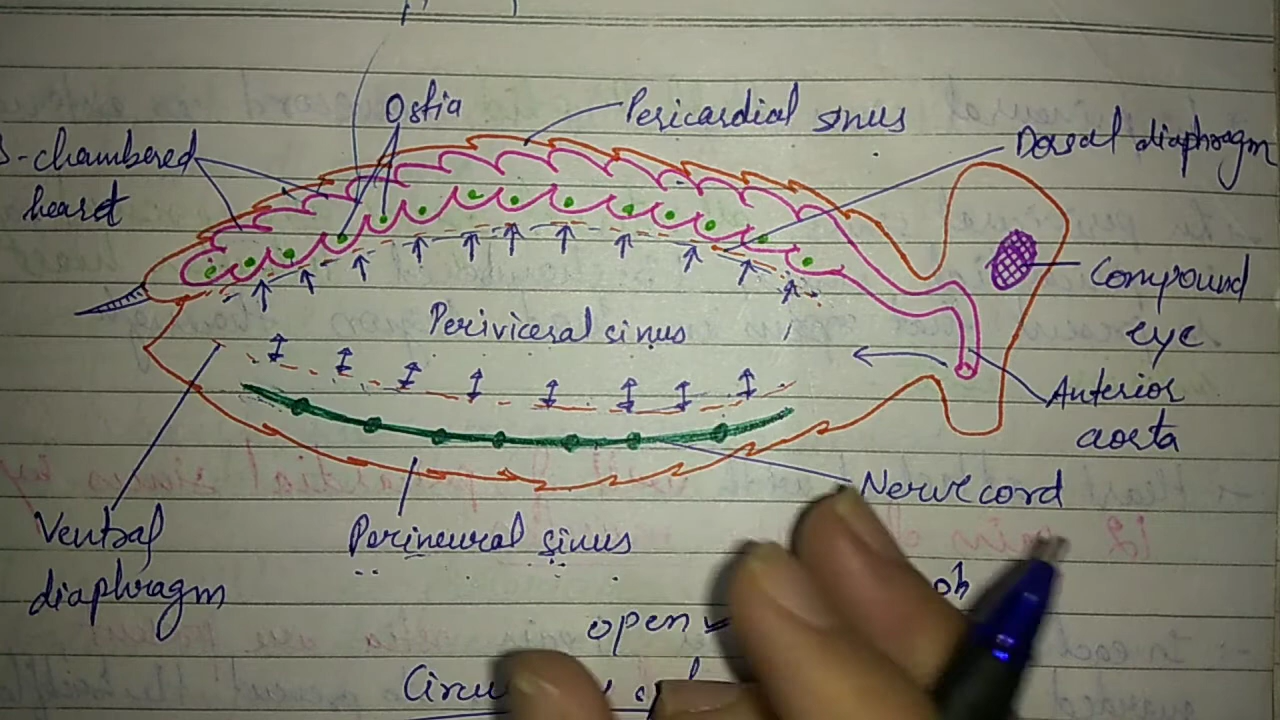 Ostia
Pericardial sinus
Dorsal diaphragm
-chambered
heart
Compound
eye
Periviceral sinus
Anterior
aorta
Nerve cord
Ventral
diaphragm
Perineural sinus
open